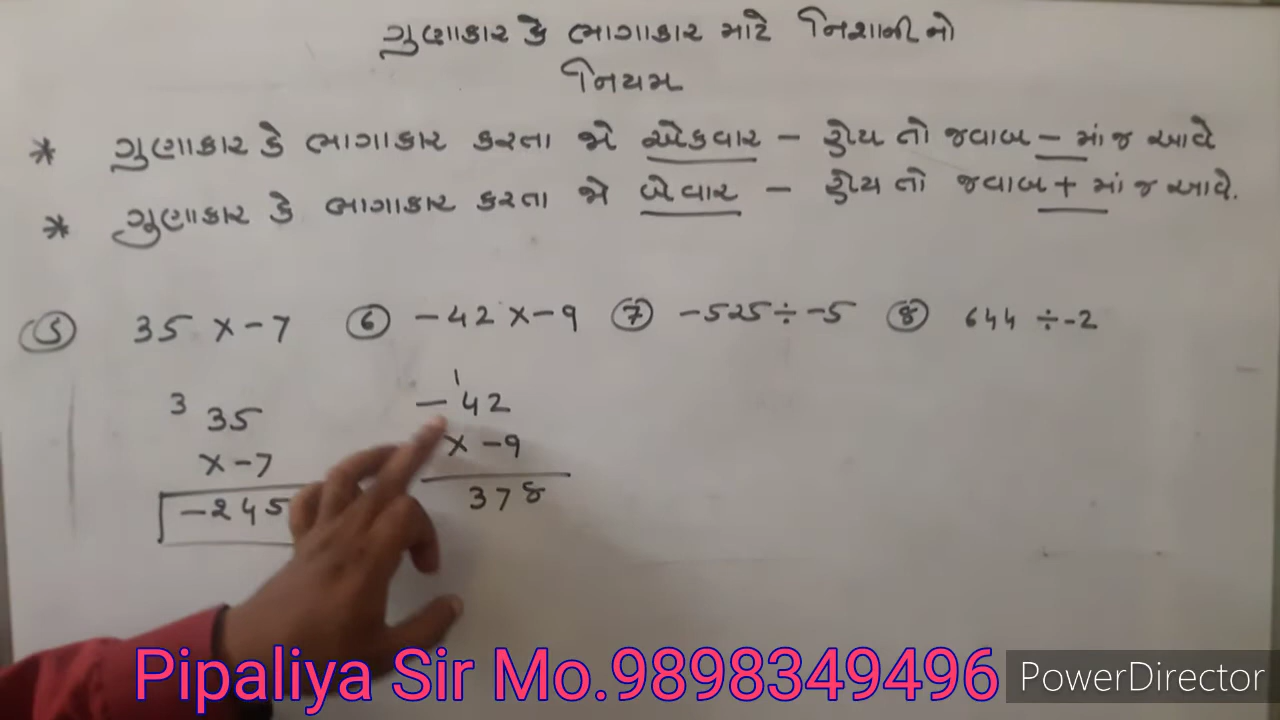 ગુણાકાર કે ભાગાકાર માટે નિશાની નો
નિયમ
* ગુણાકાર કે ભાગાકાર કરતા જો એકવાર - હોય તો જવાબ - માં જ આવે
* ગુણાકાર કે ભાગાકાર કરતા જો બેવાર - હોય તો જવાબ + માં જ આવે.
5 35 x -7 6 -42 x -9 7 -525 ÷ -5 8 644 ÷ -2
3 35
x -7
-245
1
-42
x -9
378
Pipaliya Sir Mo.9898349496
PowerDirector